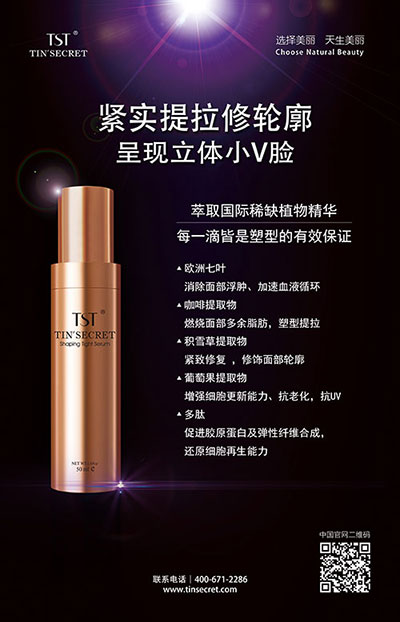 TST®
TIN'SECRET
选择美丽 天生美丽
Choose Natural Beauty
紧实提拉修轮廓
呈现立体小V脸
萃取国际稀缺植物精华
每一滴皆是塑型的有效保证
欧洲七叶
消除面部浮肿、加速血液循环
咖啡提取物
燃烧面部多余脂肪，塑型提拉
积雪草提取物
紧致修复 ，修饰面部轮廓
葡萄果提取物
增强细胞更新能力、抗老化，抗UV
多肽
促进胶原蛋白及弹性纤维合成，
还原细胞再生能力
TST®
TIN'SECRET
Shaping Tight Serum
50ml e
中国官网二维码
联系电话｜400-671-2286
www.tinsecret.com